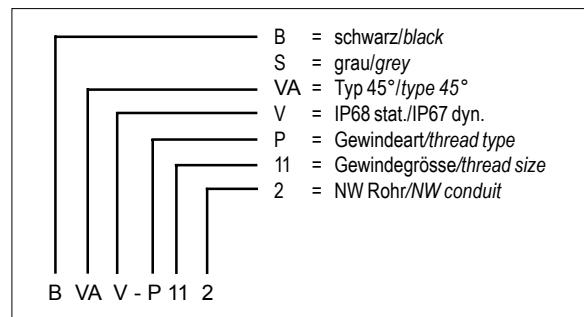 B = schwarz/black
S = grau/grey
VA = Typ 45°/type 45°
V = IP68 stat./IP67 dyn.
P = Gewindeart/thread type
11 = Gewindegrösse/thread size
2 = NW Rohr/NW conduit
B VA V - P 11 2